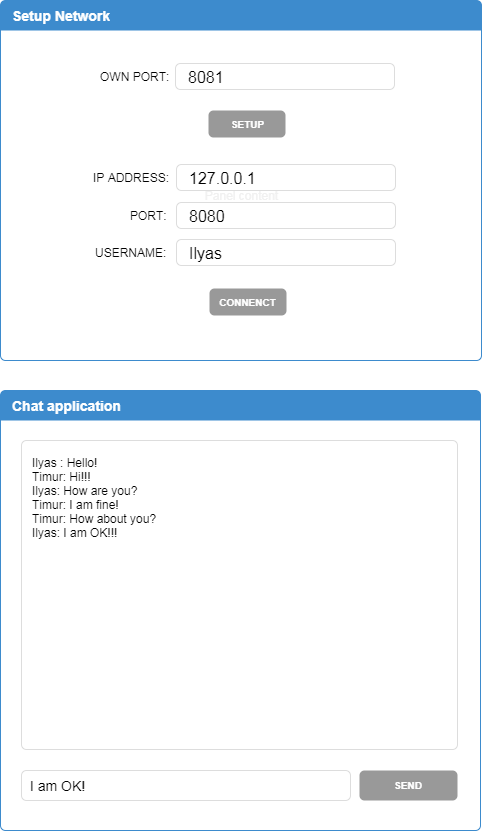 Setup Network
OWN PORT: 8081
SETUP
IP ADDRESS: 127.0.0.1
Panel content
PORT: 8080
USERNAME: Ilyas
CONNENCT
Chat application
Ilyas : Hello!
Timur: Hi!!!
Ilyas: How are you?
Timur: I am fine!
Timur: How about you?
Ilyas: I am OK!!!
I am OK! SEND